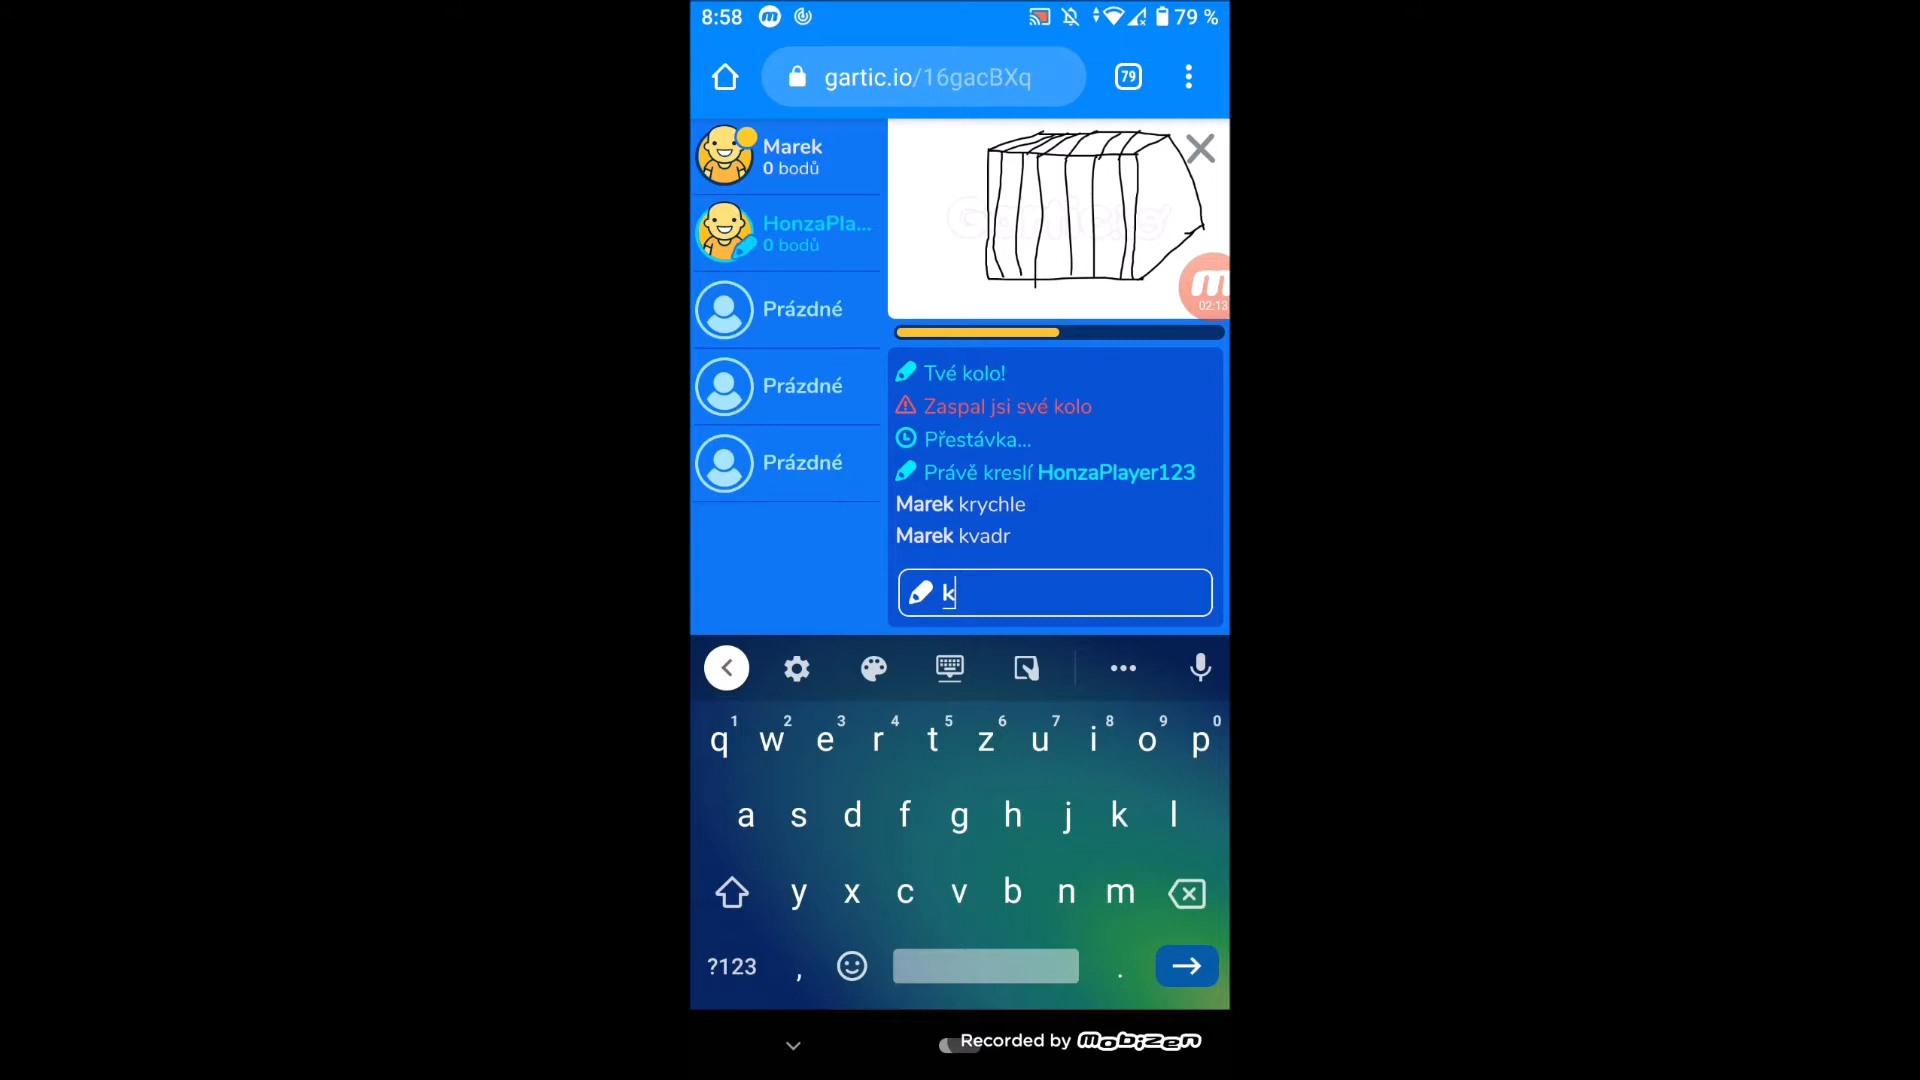 8:58
79 %
gartic.io/16gacBXq
79
Marek
0 bodů
HonzaPla...
0 bodů
Prázdné
Prázdné
Prázdné
Gartic.io
02:13
Tvé kolo!
Zaspal jsi své kolo
Přestávka...
Právě kreslí HonzaPlayer123
Marek krychle
Marek kvadr
k
1 2 3 4 5 6 7 8 9 0
q w e r t z u i o p
a s d f g h j k l
y x c v b n m
?123 , .
Recorded by Mobizen